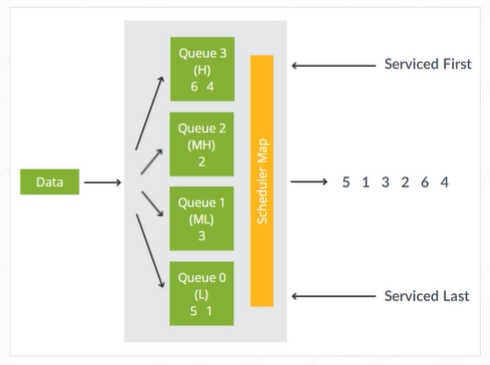 Data
Queue 3
(H)
6 4
Queue 2
(MH)
2
Queue 1
(ML)
3
Queue 0
(L)
5 1
Scheduler Map
Serviced First
5 1 3 2 6 4
Serviced Last